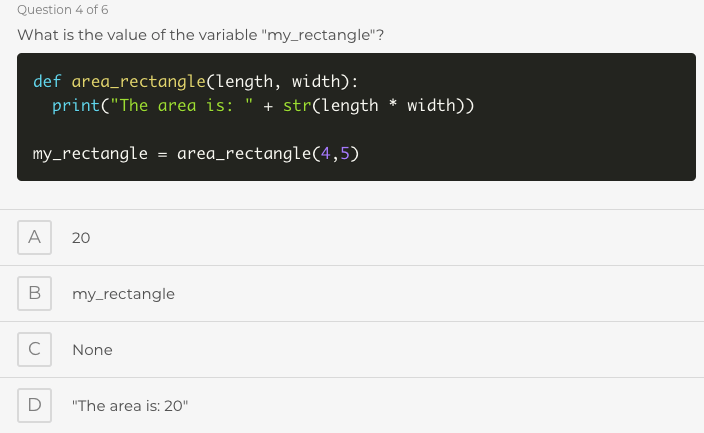 Question 4 of 6
What is the value of the variable "my_rectangle"?
def area_rectangle(length, width):
  print("The area is: " + str(length * width))
my_rectangle = area_rectangle(4,5)
A 20
B my_rectangle
C None
D "The area is: 20"